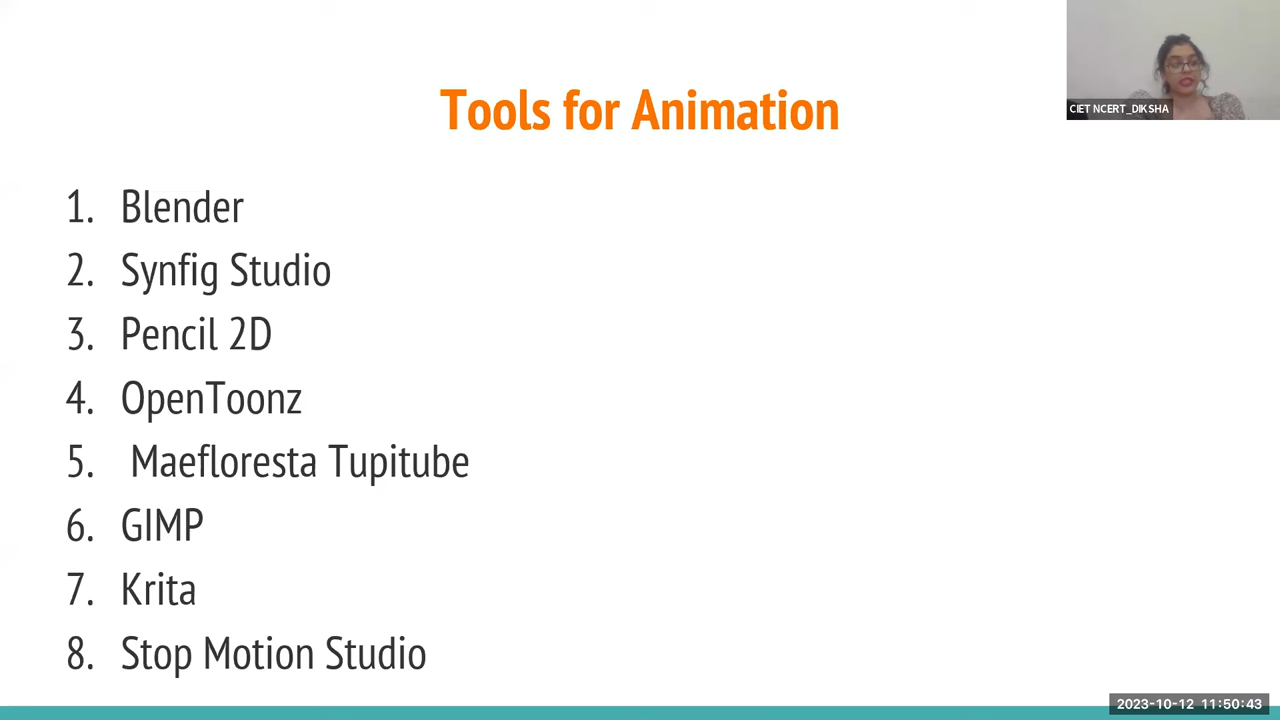 Tools for Animation
CIET NCERT_DIKSHA
1. Blender
2. Synfig Studio
3. Pencil 2D
4. OpenToonz
5. Maefloresta Tupitube
6. GIMP
7. Krita
8. Stop Motion Studio
2023-10-12 11:50:43